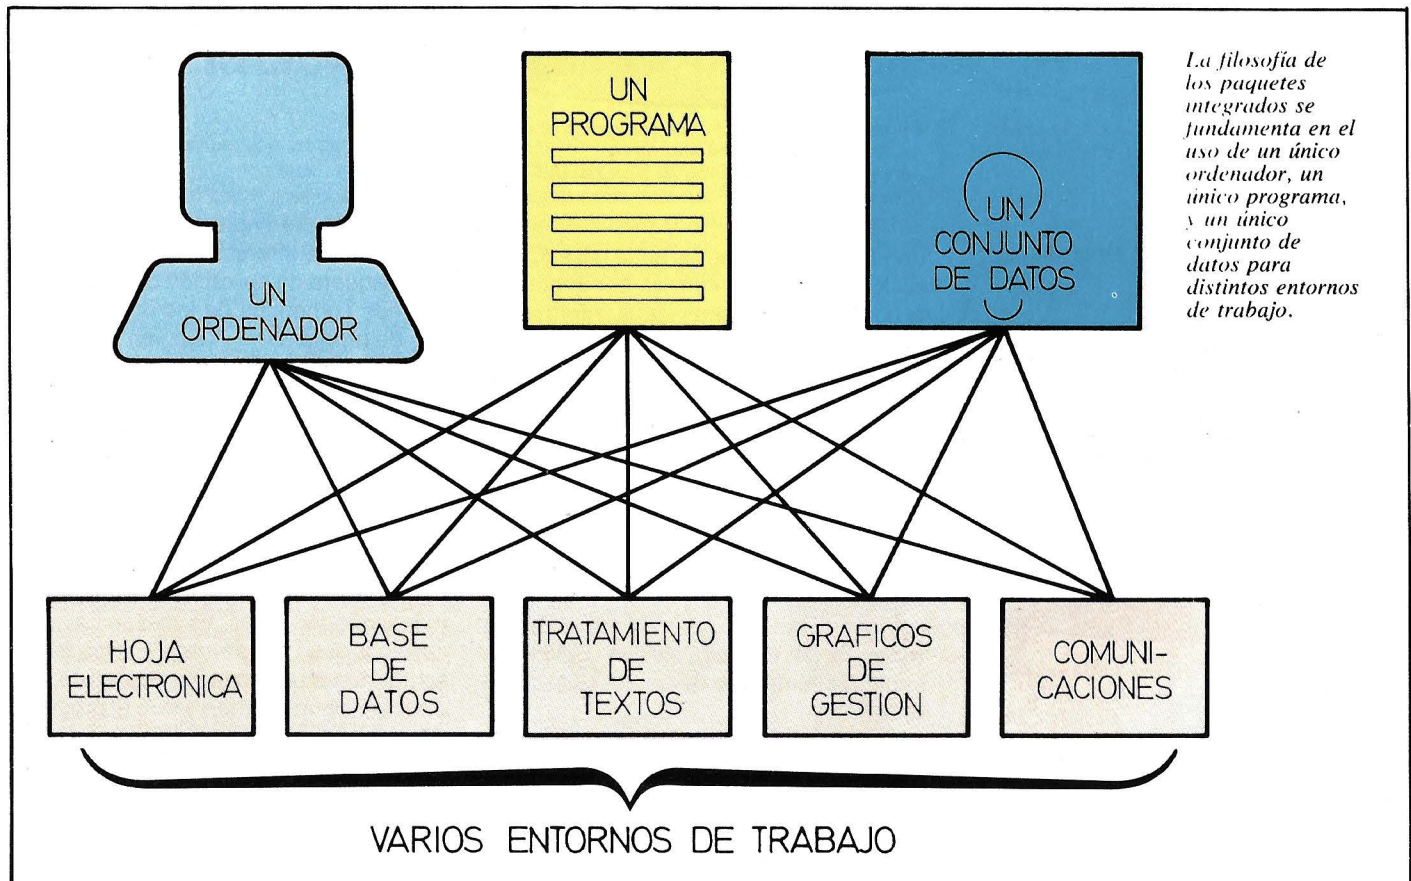 UN
ORDENADOR
UN
PROGRAMA
UN
CONJUNTO
DE DATOS
La filosofía de
los paquetes
integrados se
fundamenta en el
uso de un único
ordenador, un
único programa,
y un único
conjunto de
datos para
distintos entornos
de trabajo.
HOJA
ELECTRONICA
BASE
DE
DATOS
TRATAMIENTO
DE
TEXTOS
GRAFICOS
DE
GESTION
COMUNI-
CACIONES
VARIOS ENTORNOS DE TRABAJO